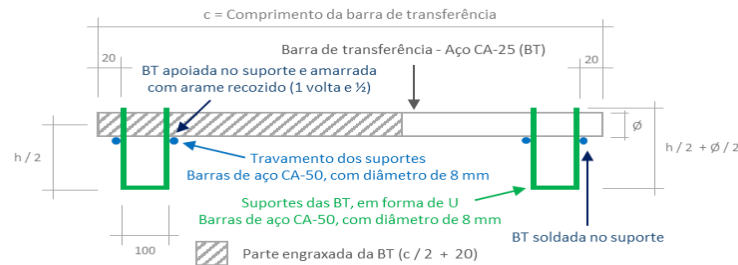 c = Comprimento da barra de transferência
20
Barra de transferência - Aço CA-25 (BT)
20
BT apoiada no suporte e amarrada
com arame recozido (1 volta e ½)
Ø
h / 2
h / 2 + Ø / 2
Travamento dos suportes
Barras de aço CA-50, com diâmetro de 8 mm
Suportes das BT, em forma de U
Barras de aço CA-50, com diâmetro de 8 mm
100
BT soldada no suporte
Parte engraxada da BT (c / 2 + 20)